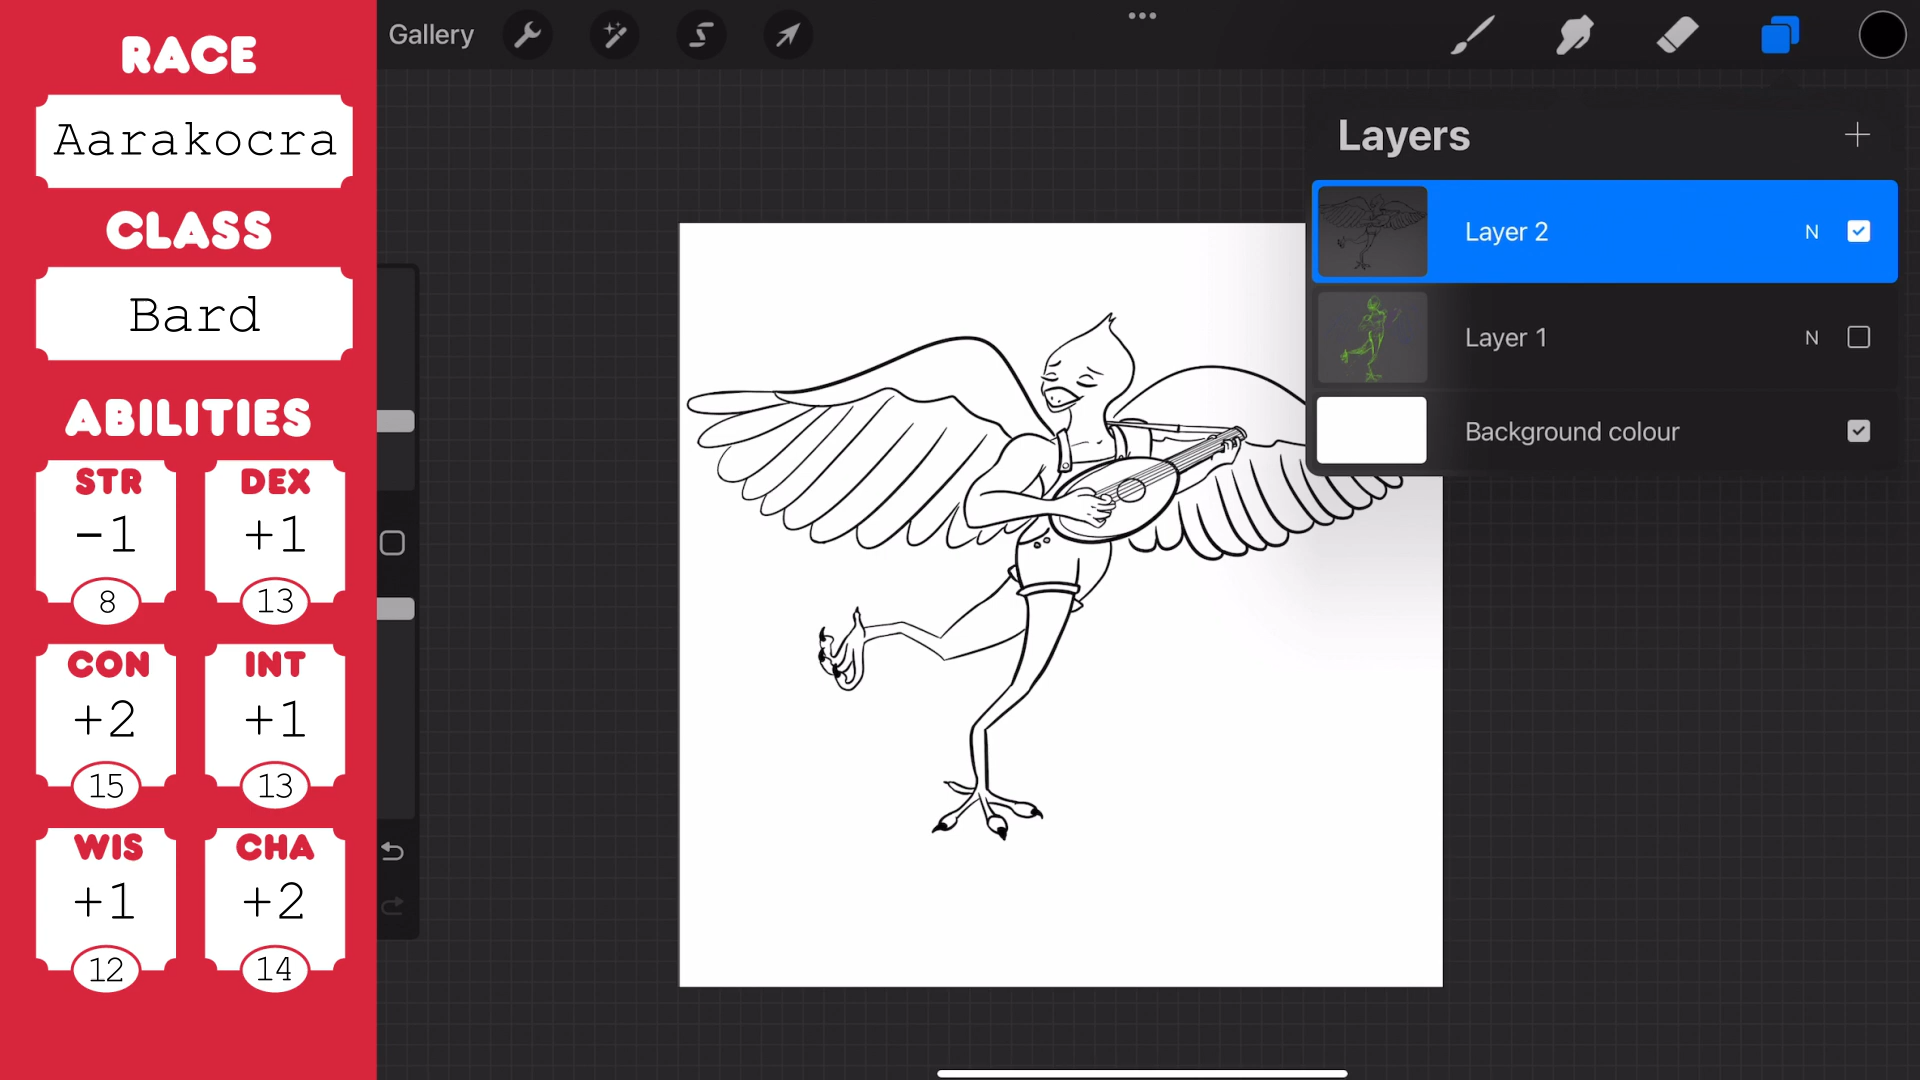 RACE
Aarakocra
CLASS
Bard
ABILITIES
STR DEX
-1 +1
8 13
CON INT
+2 +1
15 13
WIS CHA
+1 +2
12 14
Gallery
Layers
Layer 2 N
Layer 1 N
Background colour